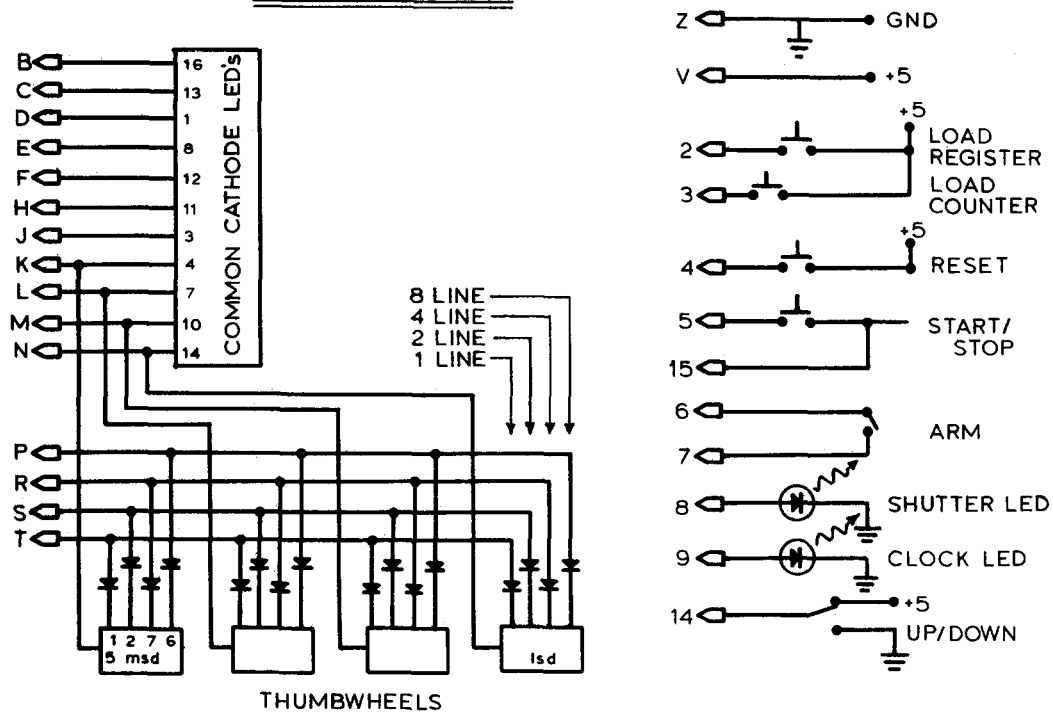 B 16
C 13
D 1
E 8
F 12
H 11
J 3
K 4
L 7
M 10
N 14
COMMON CATHODE LED's
8 LINE
4 LINE
2 LINE
1 LINE
P
R
S
T
1 2 7 6
5 msd
lsd
THUMBWHEELS
Z GND
V +5
+5
2 LOAD
REGISTER
3 LOAD
COUNTER
+5
4 RESET
5 START/
STOP
15
6
ARM
7
8 SHUTTER LED
9 CLOCK LED
14 +5
UP/DOWN